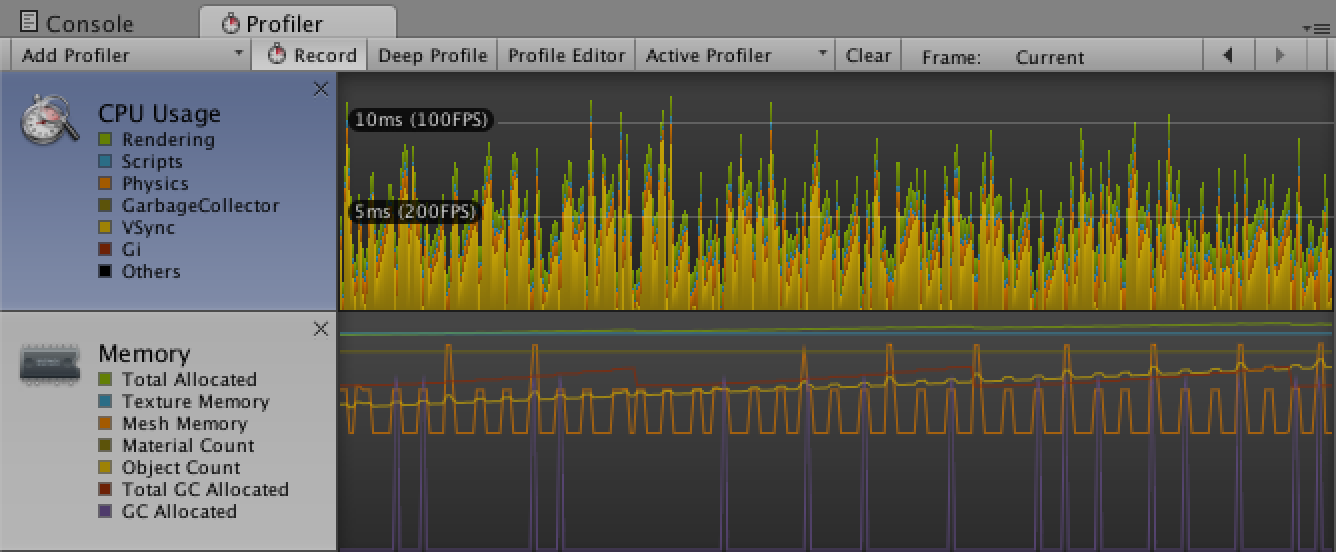 Console
Profiler
Add Profiler
Record
Deep Profile
Profile Editor
Active Profiler
Clear
Frame:
Current
CPU Usage
Rendering
Scripts
Physics
GarbageCollector
VSync
Gi
Others
10ms (100FPS)
5ms (200FPS)
Memory
Total Allocated
Texture Memory
Mesh Memory
Material Count
Object Count
Total GC Allocated
GC Allocated